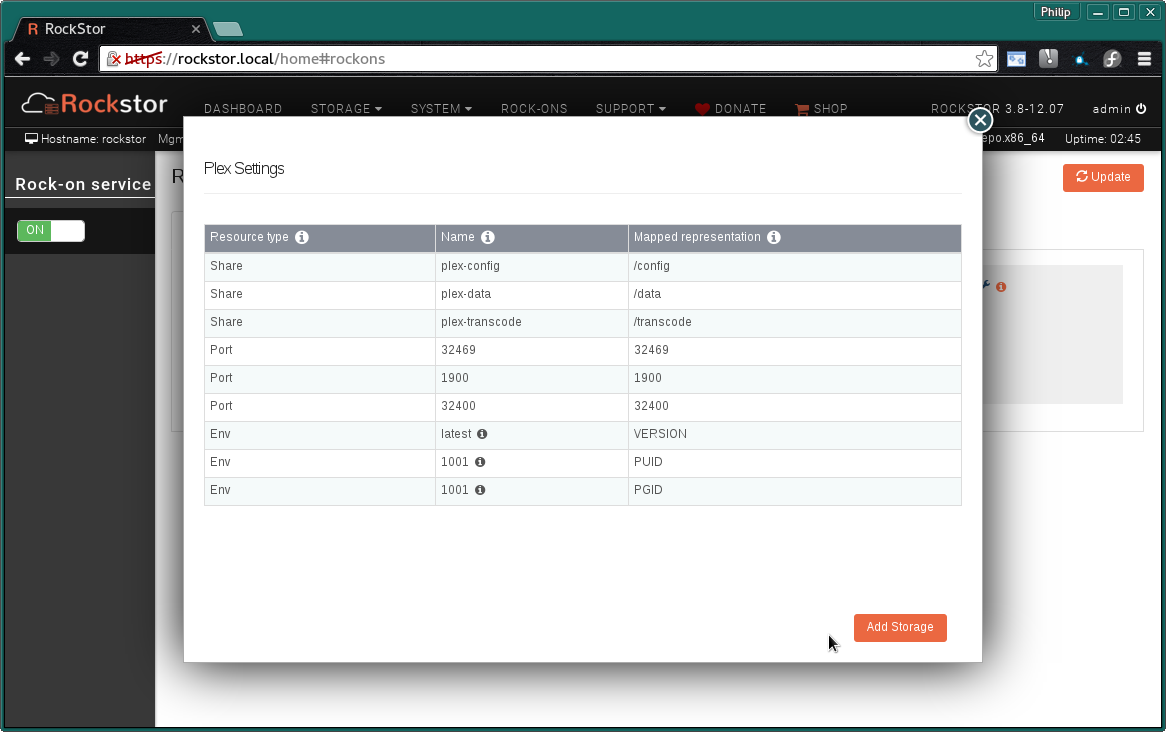 Philip
R RockStor
https://rockstor.local/home#rockons
Rockstor DASHBOARD STORAGE SYSTEM ROCK-ONS SUPPORT DONATE SHOP ROCKSTOR 3.8-12.07 admin
Hostname: rockstor Mgm epo.x86_64 Uptime: 02:45
Rock-on service R Update
ON
Plex Settings
Resource type Name Mapped representation
Share plex-config /config
Share plex-data /data
Share plex-transcode /transcode
Port 32469 32469
Port 1900 1900
Port 32400 32400
Env latest VERSION
Env 1001 PUID
Env 1001 PGID
Add Storage